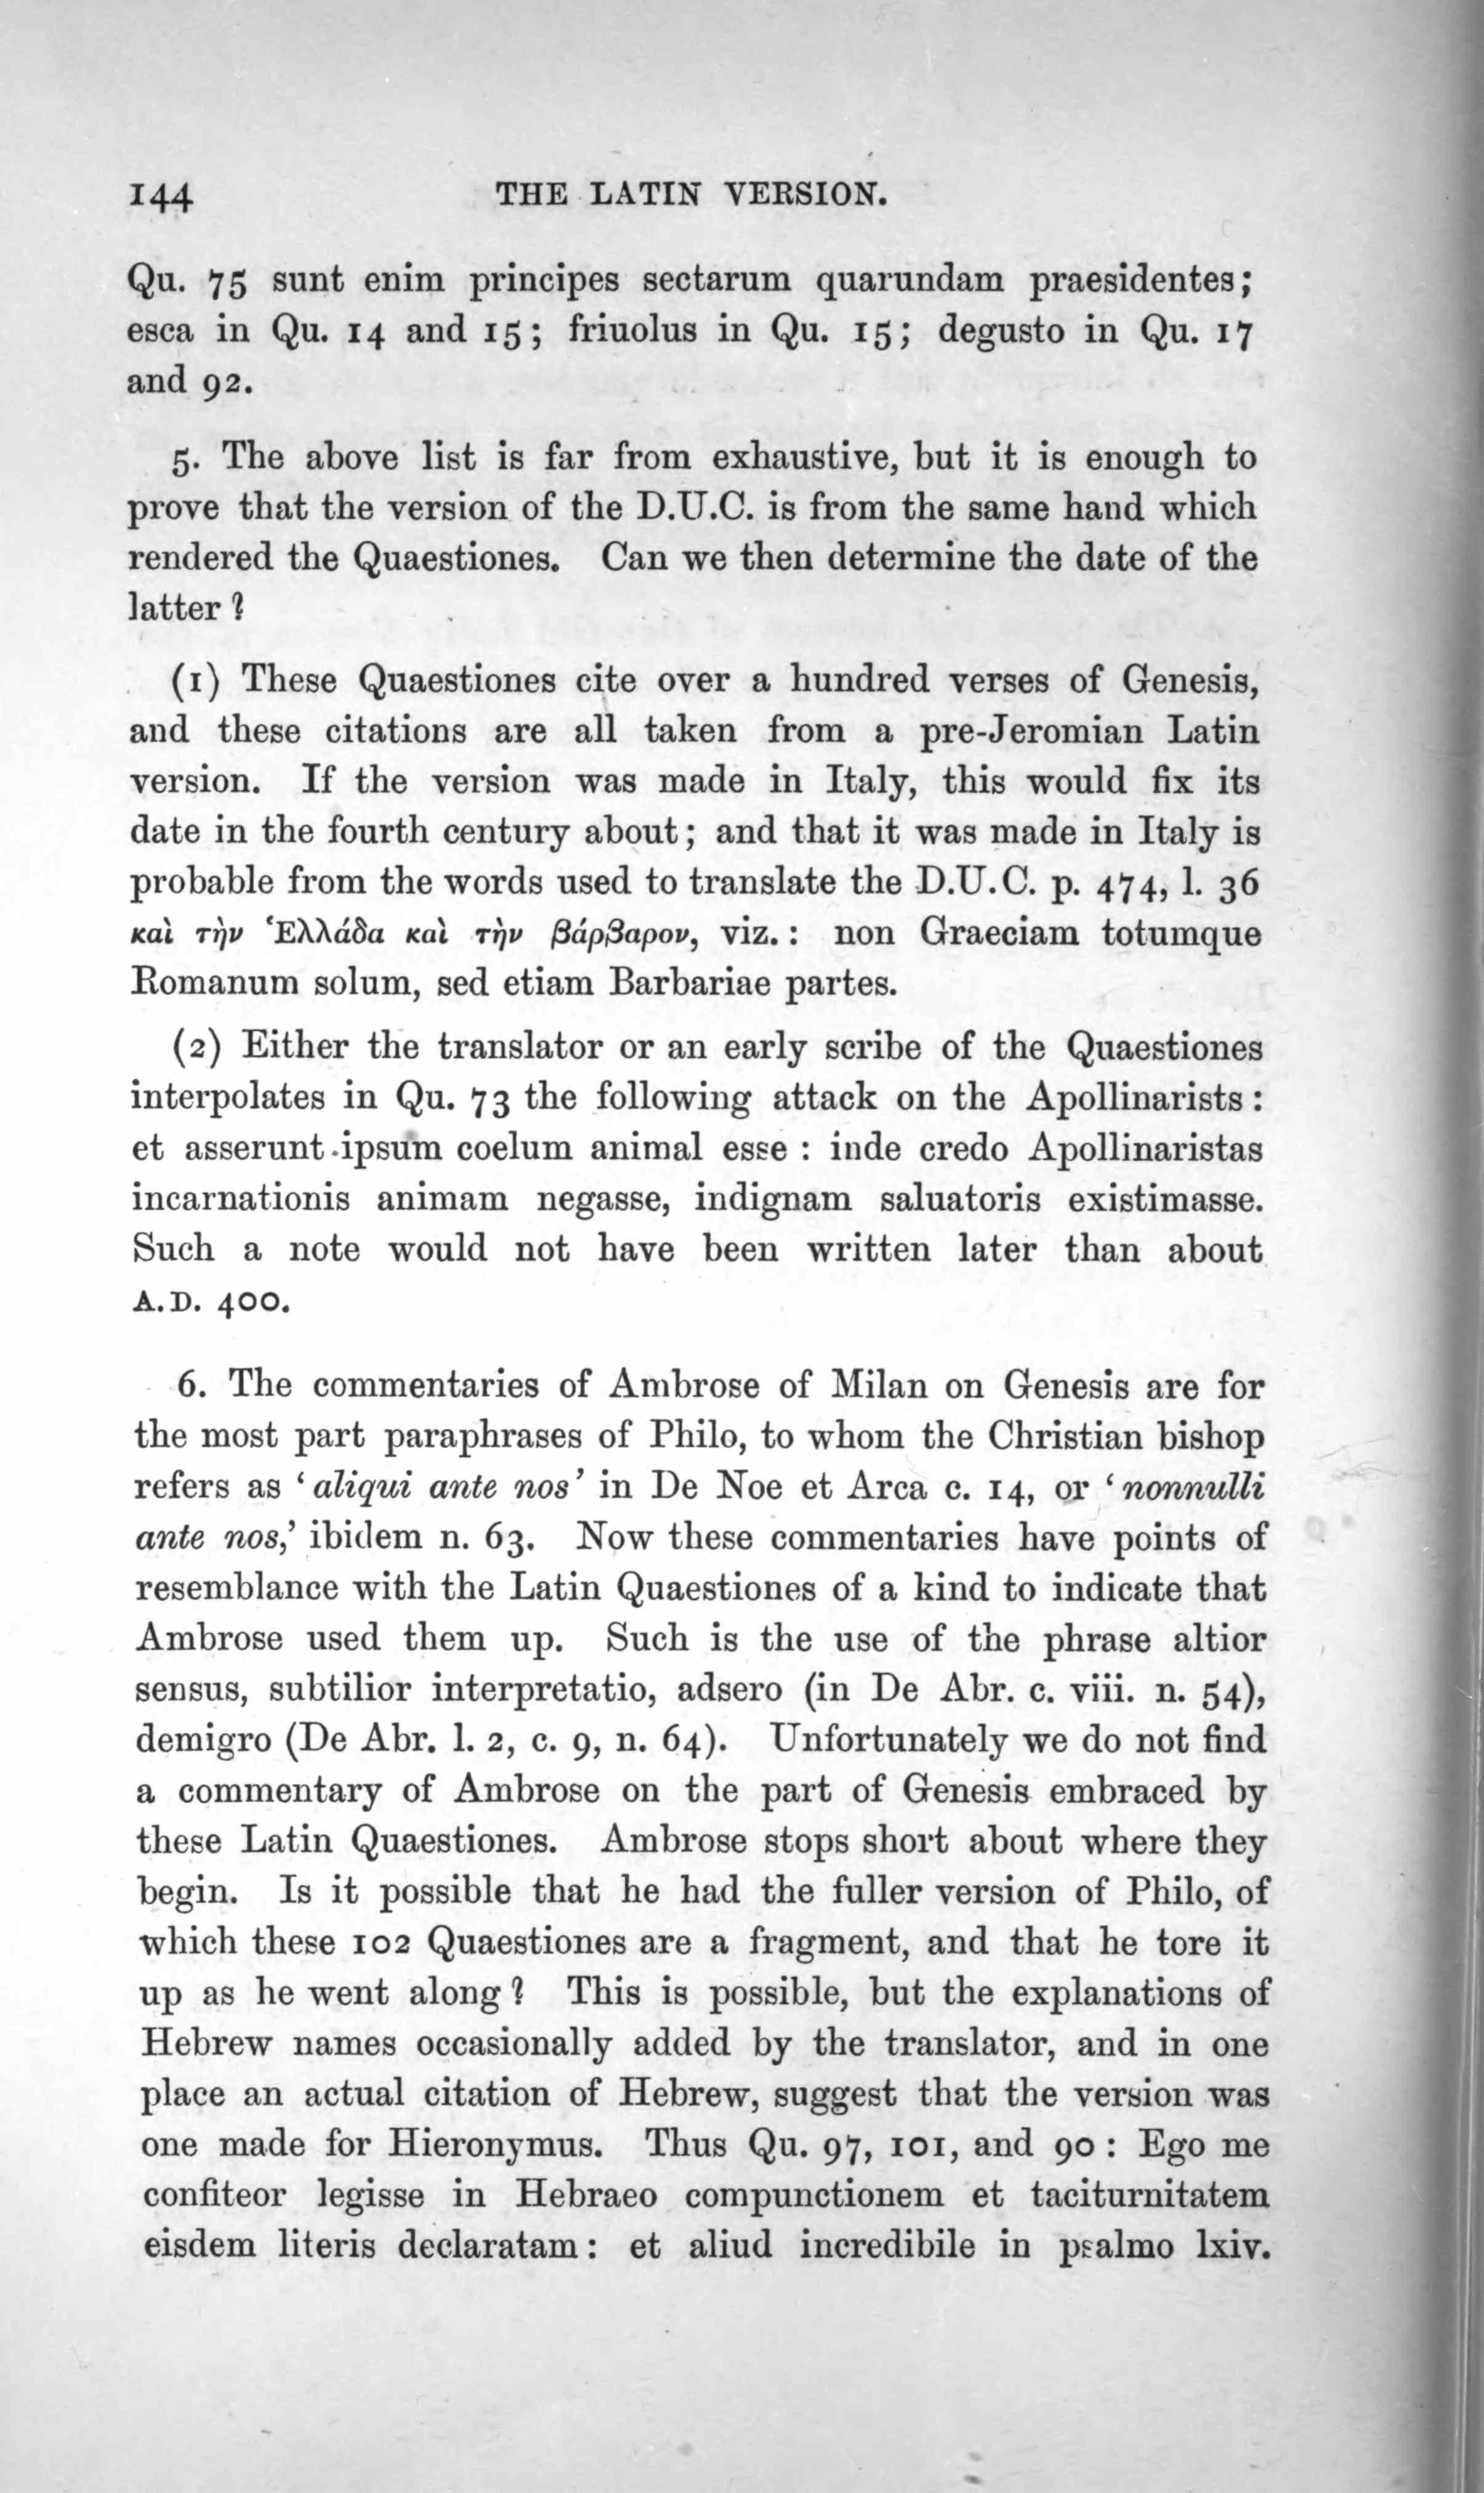 144 THE LATIN VERSION.
Qu. 75 sunt enim principes sectarum quarundam praesidentes;
esca in Qu. 14 and 15; friuolus in Qu. 15; degusto in Qu. 17
and 92.
5. The above list is far from exhaustive, but it is enough to
prove that the version of the D.U.C. is from the same hand which
rendered the Quaestiones. Can we then determine the date of the
latter?
(1) These Quaestiones cite over a hundred verses of Genesis,
and these citations are all taken from a pre-Jeromian Latin
version. If the version was made in Italy, this would fix its
date in the fourth century about; and that it was made in Italy is
probable from the words used to translate the D.U.C. p. 474, l. 36
καὶ τὴν Ἑλλάδα καὶ τὴν βάρβαρον, viz.: non Graeciam totumque
Romanum solum, sed etiam Barbariae partes.
(2) Either the translator or an early scribe of the Quaestiones
interpolates in Qu. 73 the following attack on the Apollinarists:
et asserunt ipsum coelum animal esse: inde credo Apollinaristas
incarnationis animam negasse, indignam saluatoris existimasse.
Such a note would not have been written later than about
A.D. 400.
6. The commentaries of Ambrose of Milan on Genesis are for
the most part paraphrases of Philo, to whom the Christian bishop
refers as ‘aliqui ante nos’ in De Noe et Arca c. 14, or ‘nonnulli
ante nos,’ ibidem n. 63. Now these commentaries have points of
resemblance with the Latin Quaestiones of a kind to indicate that
Ambrose used them up. Such is the use of the phrase altior
sensus, subtilior interpretatio, adsero (in De Abr. c. viii. n. 54),
demigro (De Abr. l. 2, c. 9, n. 64). Unfortunately we do not find
a commentary of Ambrose on the part of Genesis embraced by
these Latin Quaestiones. Ambrose stops short about where they
begin. Is it possible that he had the fuller version of Philo, of
which these 102 Quaestiones are a fragment, and that he tore it
up as he went along? This is possible, but the explanations of
Hebrew names occasionally added by the translator, and in one
place an actual citation of Hebrew, suggest that the version was
one made for Hieronymus. Thus Qu. 97, 101, and 90: Ego me
confiteor legisse in Hebraeo compunctionem et taciturnitatem
eisdem literis declaratam: et aliud incredibile in psalmo lxiv.